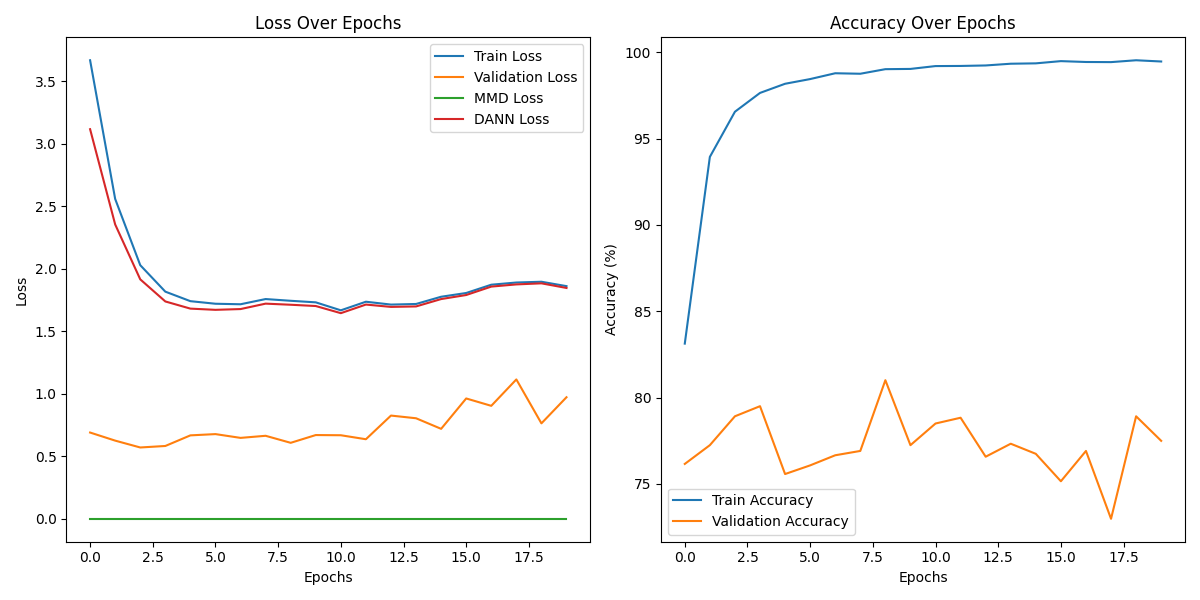 Loss Over Epochs
Train Loss
Validation Loss
MMD Loss
DANN Loss
3.5
3.0
2.5
2.0
1.5
1.0
0.5
0.0
Loss
0.0 2.5 5.0 7.5 10.0 12.5 15.0 17.5
Epochs
Accuracy Over Epochs
100
95
90
85
80
75
Accuracy (%)
Train Accuracy
Validation Accuracy
0.0 2.5 5.0 7.5 10.0 12.5 15.0 17.5
Epochs